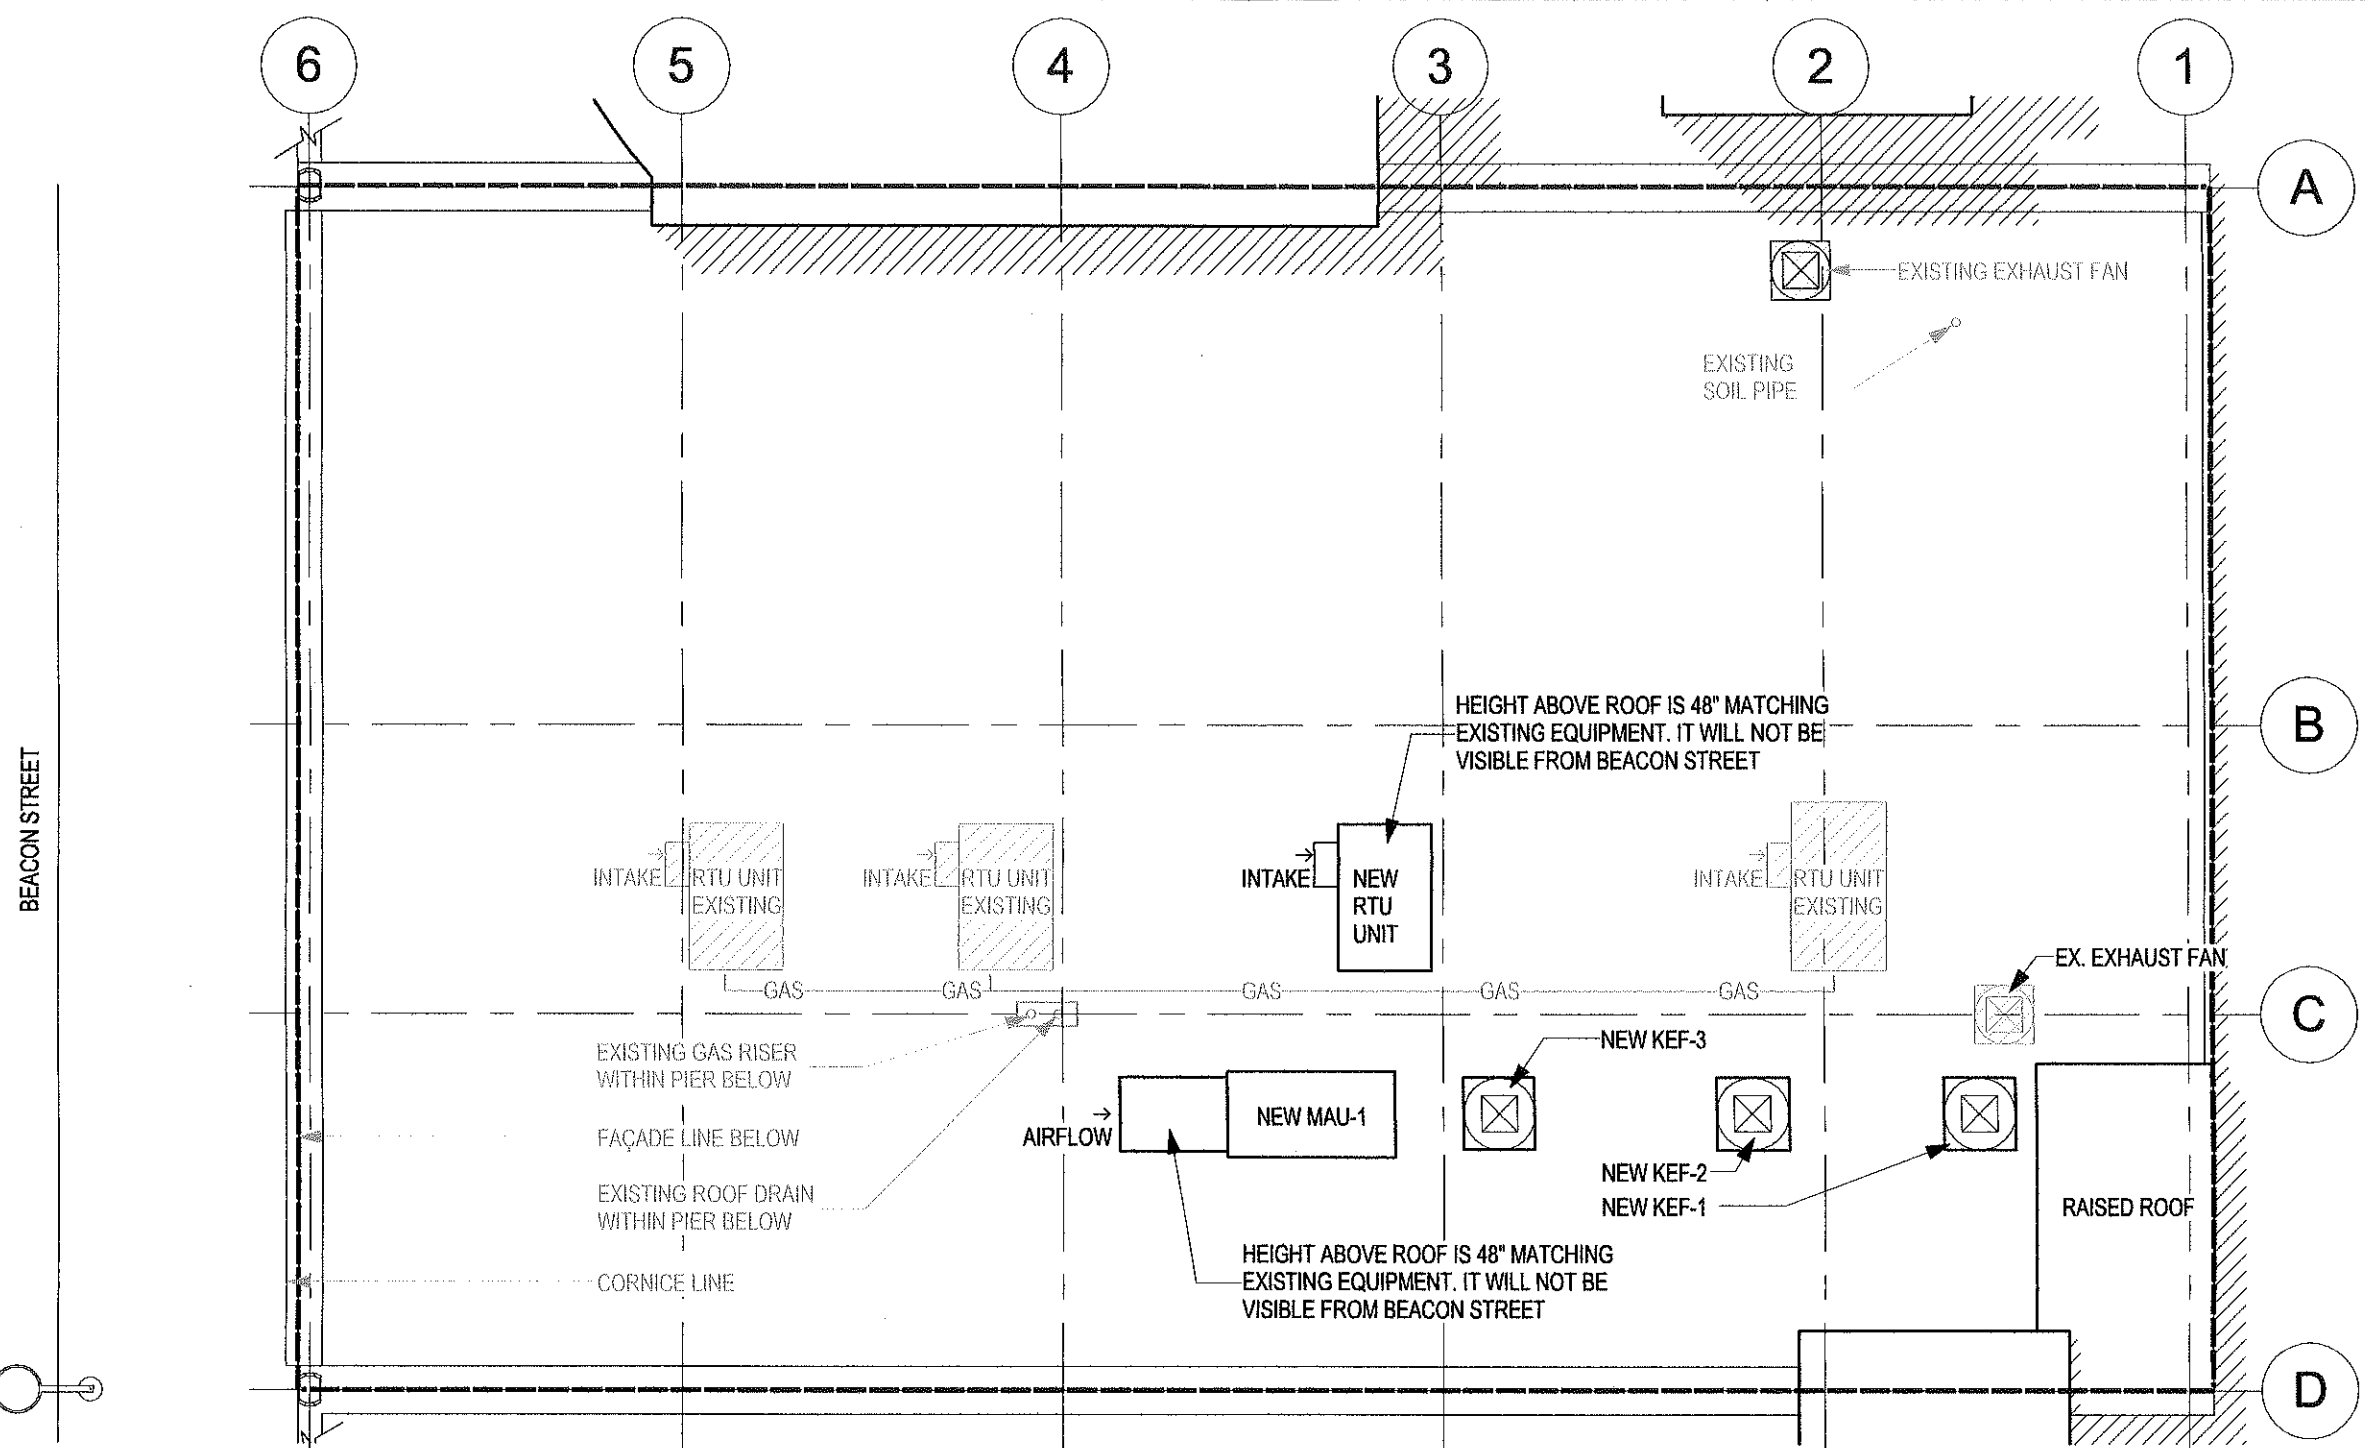 6
5
4
3
2
1
A
EXISTING EXHAUST FAN
EXISTING
SOIL PIPE
HEIGHT ABOVE ROOF IS 48" MATCHING
EXISTING EQUIPMENT. IT WILL NOT BE
VISIBLE FROM BEACON STREET
B
BEACON STREET
INTAKE
RTU UNIT
EXISTING
INTAKE
RTU UNIT
EXISTING
INTAKE
NEW
RTU
UNIT
INTAKE
RTU UNIT
EXISTING
EX. EXHAUST FAN
GAS
GAS
GAS
GAS
GAS
C
EXISTING GAS RISER
WITHIN PIER BELOW
NEW KEF-3
AIRFLOW
NEW MAU-1
FAÇADE LINE BELOW
NEW KEF-2
NEW KEF-1
EXISTING ROOF DRAIN
WITHIN PIER BELOW
RAISED ROOF
HEIGHT ABOVE ROOF IS 48" MATCHING
EXISTING EQUIPMENT. IT WILL NOT BE
VISIBLE FROM BEACON STREET
CORNICE LINE
D